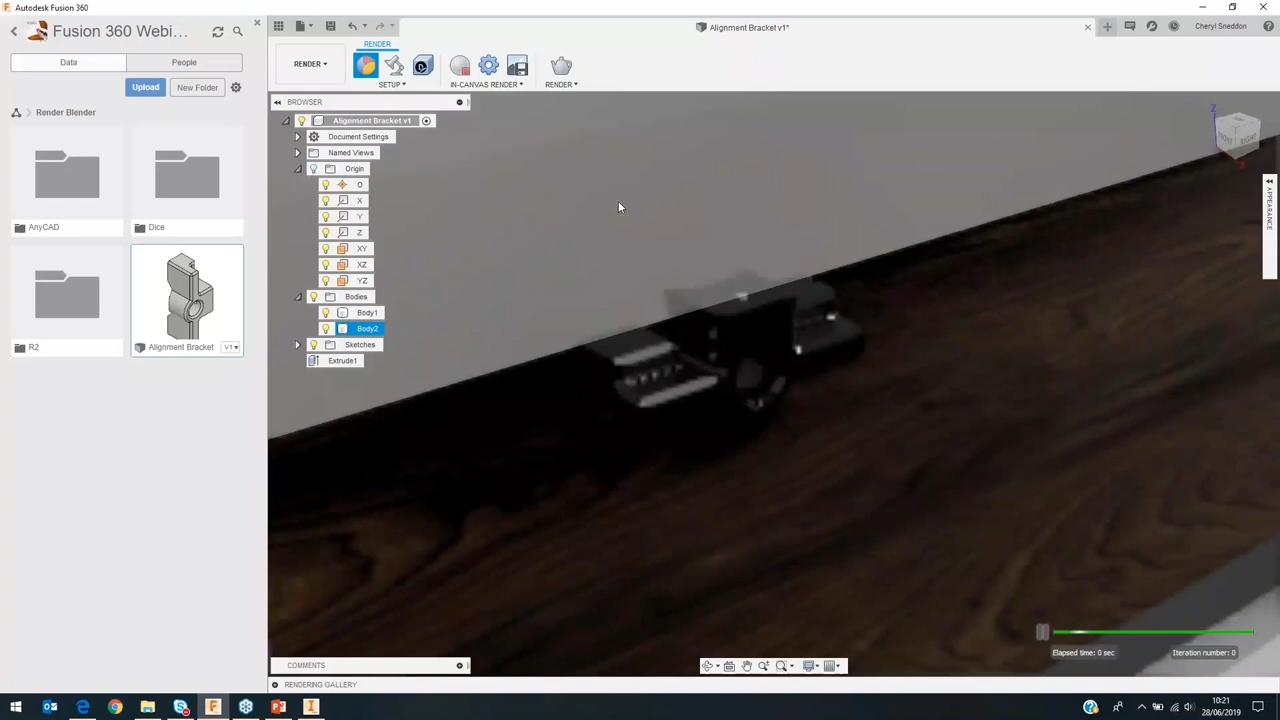 Autodesk Fusion 360
Fusion 360 Webi...
Data
People
Upload
New Folder
Render Blender
AnyCAD
Dice
R2
Alignment Bracket
V1
Alignment Bracket v1*
Cheryl Sneddon
RENDER
RENDER
SETUP
IN-CANVAS RENDER
RENDER
BROWSER
Alignment Bracket v1
Document Settings
Named Views
Origin
O
X
Y
Z
XY
XZ
YZ
Bodies
Body1
Body2
Sketches
Extrude1
Z
FRONT
RIGHT
X
APPEARANCE
Elapsed time: 0 sec
Iteration number: 0
COMMENTS
RENDERING GALLERY
10:21
28/06/2019